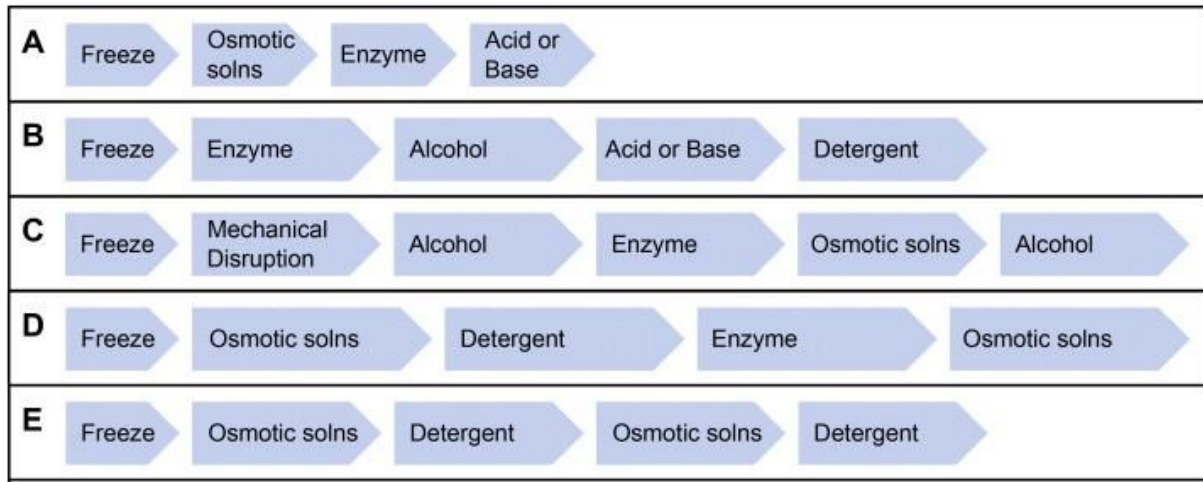 A
Freeze
Osmotic
solns
Enzyme
Acid or
Base
B
Freeze
Enzyme
Alcohol
Acid or Base
Detergent
C
Freeze
Mechanical
Disruption
Alcohol
Enzyme
Osmotic solns
Alcohol
D
Freeze
Osmotic solns
Detergent
Enzyme
Osmotic solns
E
Freeze
Osmotic solns
Detergent
Osmotic solns
Detergent